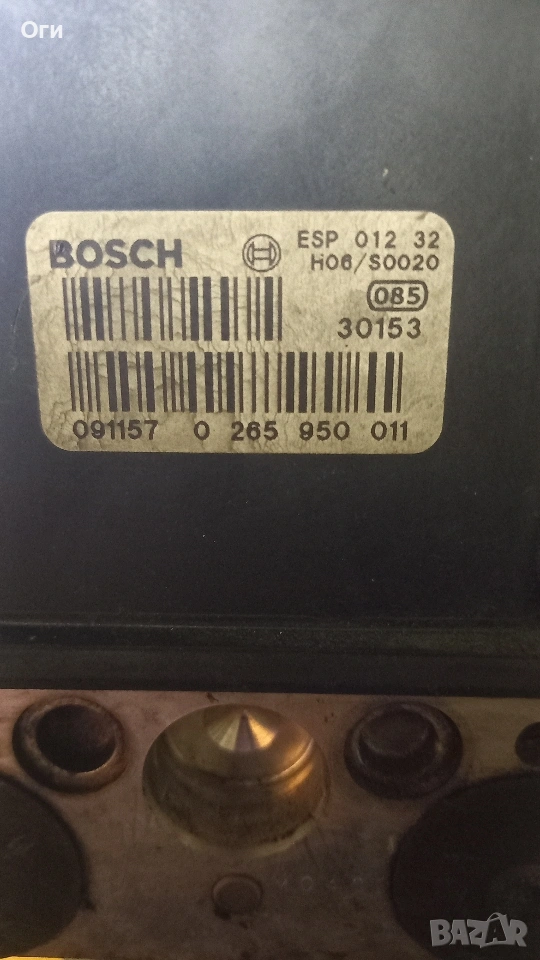 Оги
BOSCH
ESP 012 32
H06/S0020
085
30153
091157 0 265 950 011
BAZAR